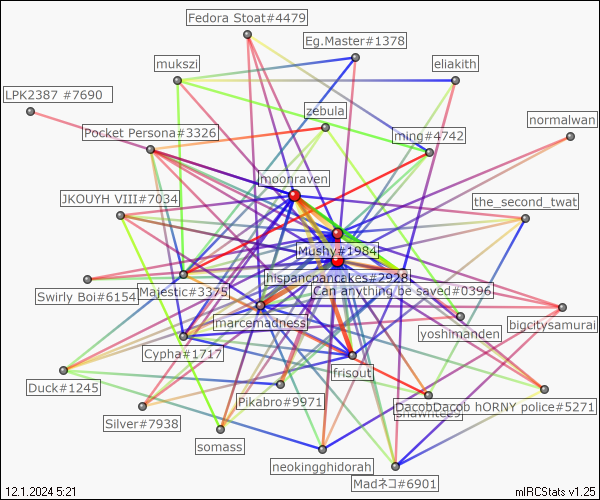 Fedora Stoat#4479
Eg.Master#1378
mukszi
eliakith
LPK2387 #7690
zebula
normalwan
Pocket Persona#3326
ming#4742
moonraven
JKOUYH VIII#7034
the_second_twat
Mushy#1984
hispancpancakes#2928
Swirly Boi#6154
Majestic#3375
Can anything be saved#0396
marcemadness
yoshimanden
bigcitysamurai
Cypha#1717
frisout
Duck#1245
Pikabro#9971
DacobDacob hORNY police#5271
Silver#7938
somass
neokingghidorah
Madネコ#6901
12.1.2024 5:21
mIRCStats v1.25